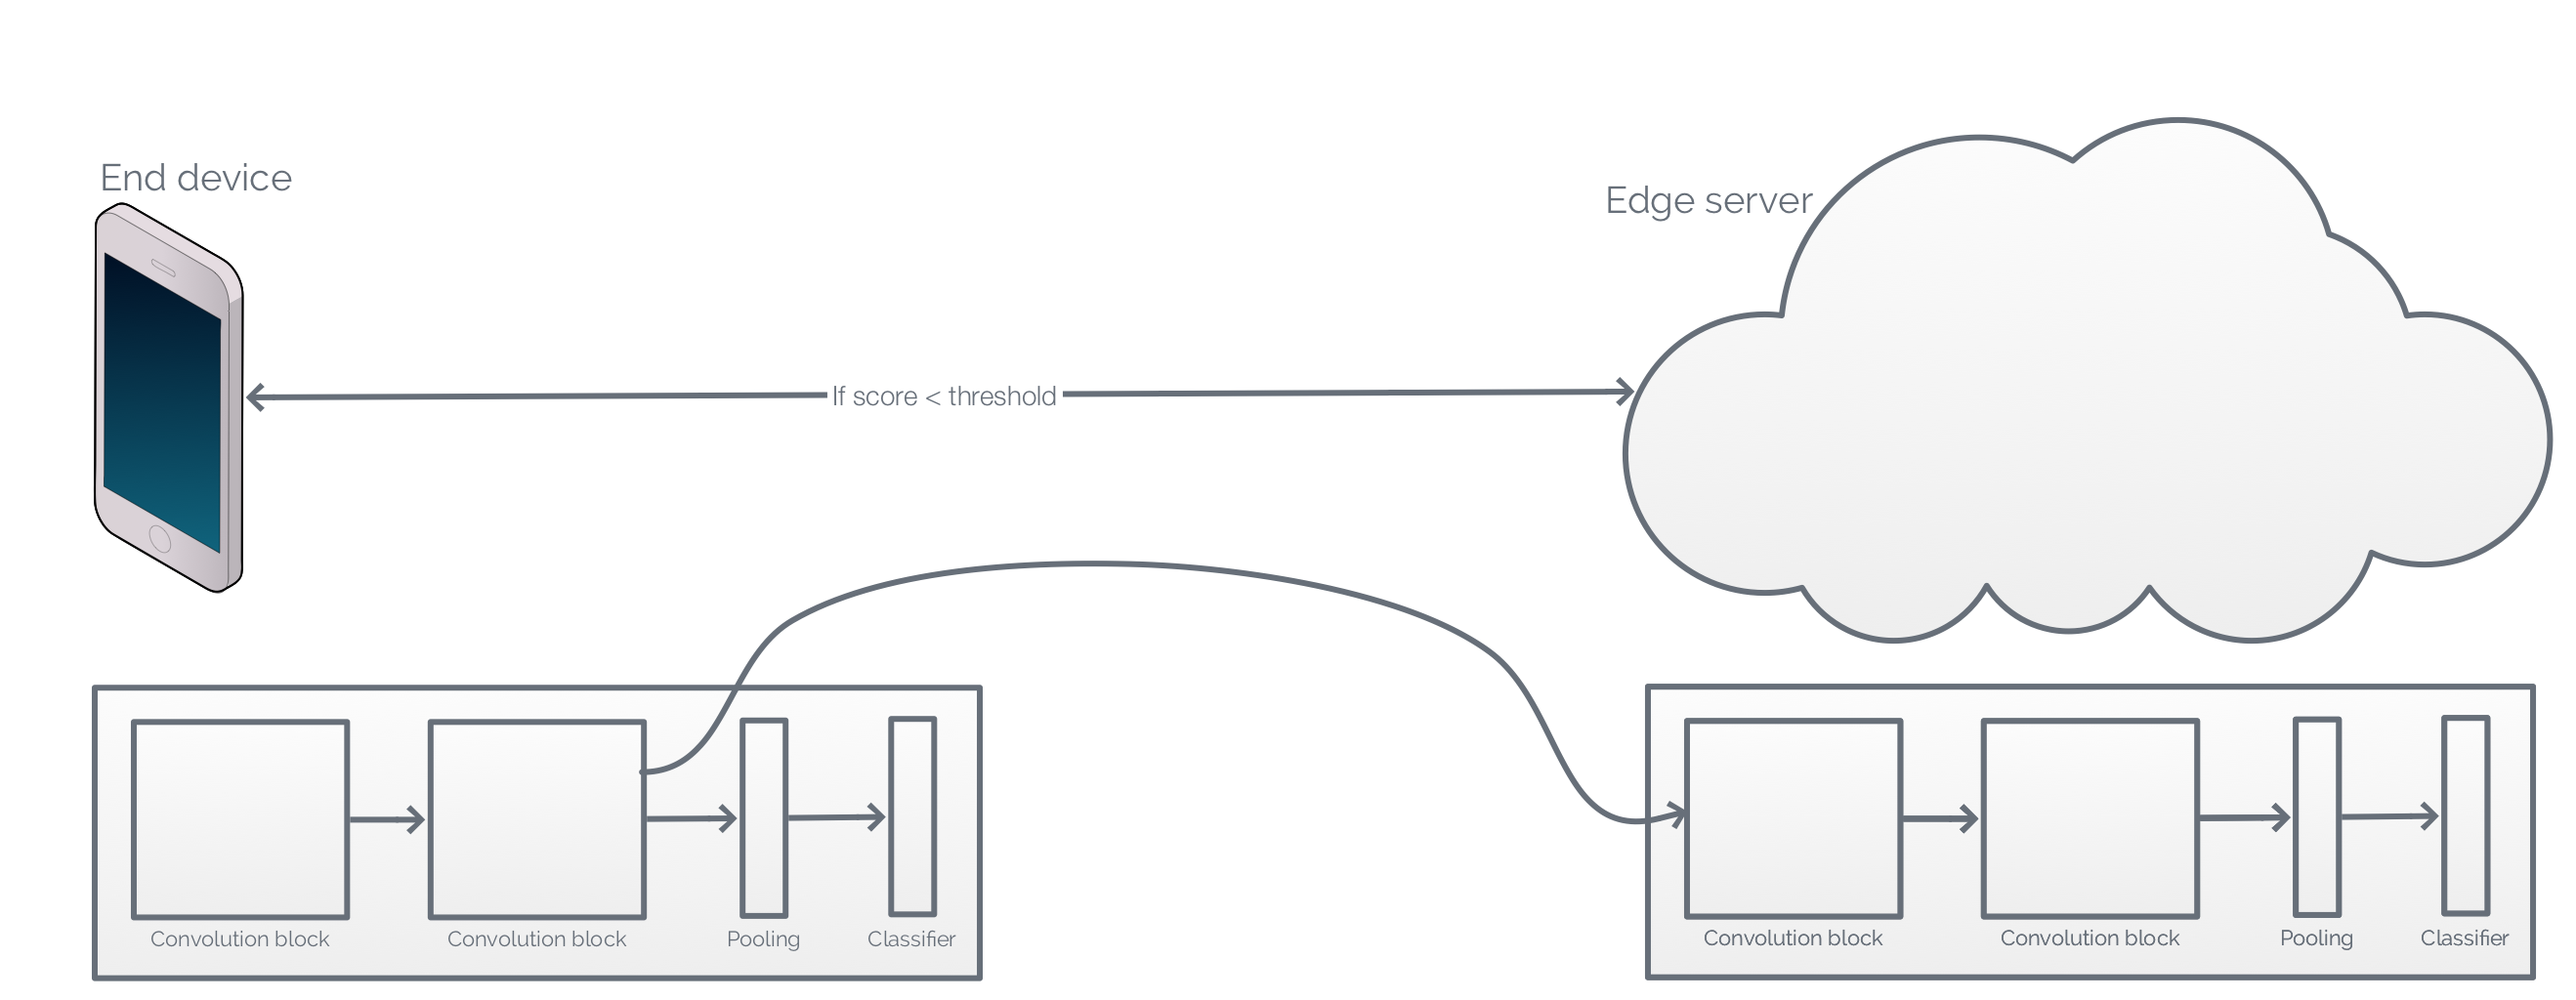 End device
Edge server
If score < threshold
Convolution block
Convolution block
Pooling
Classifier
Convolution block
Convolution block
Pooling
Classifier